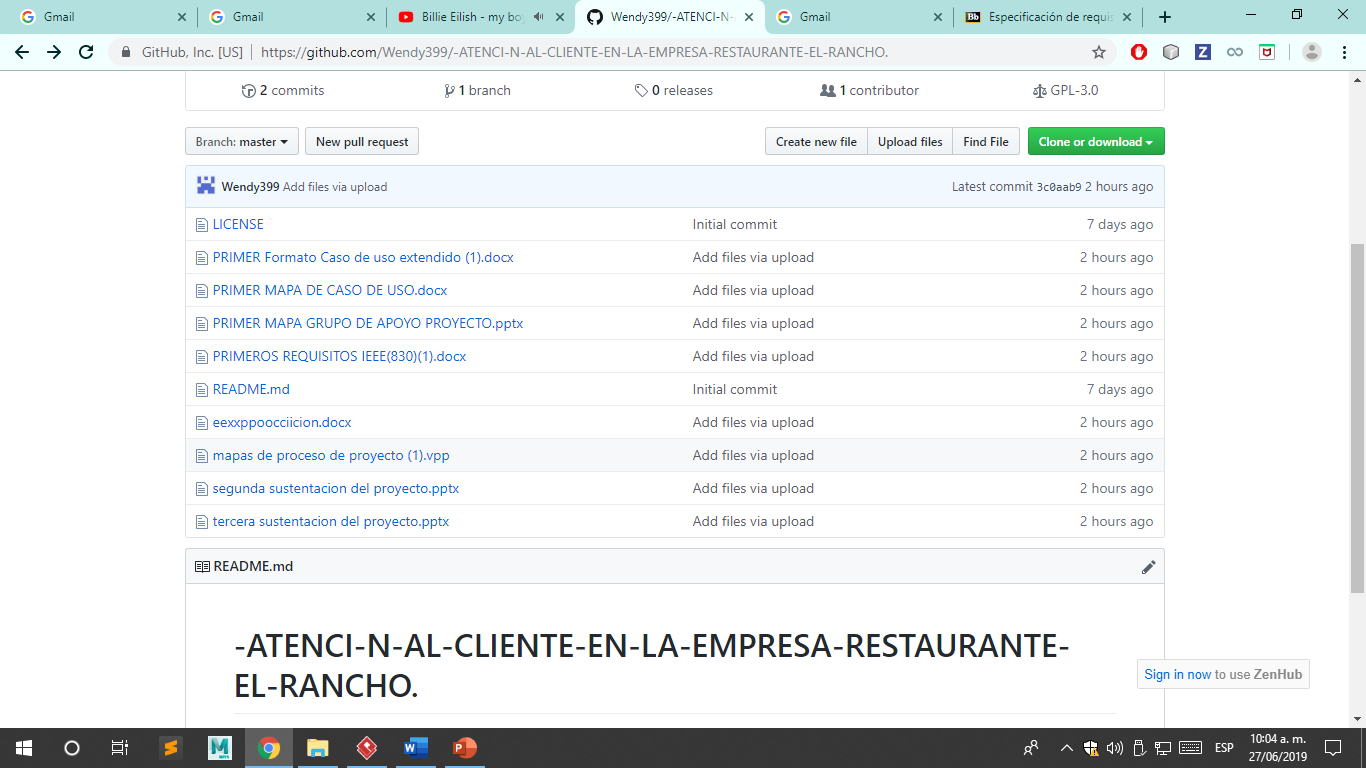 Gmail
Gmail
Billie Eilish - my boy
Wendy399/-ATENCI-N-
Gmail
Bb Especificación de requis
GitHub, Inc. [US] | https://github.com/Wendy399/-ATENCI-N-AL-CLIENTE-EN-LA-EMPRESA-RESTAURANTE-EL-RANCHO.
2 commits
1 branch
0 releases
1 contributor
GPL-3.0
Branch: master
New pull request
Create new file
Upload files
Find File
Clone or download
Wendy399 Add files via upload
Latest commit 3c0aab9 2 hours ago
LICENSE Initial commit 7 days ago
PRIMER Formato Caso de uso extendido (1).docx Add files via upload 2 hours ago
PRIMER MAPA DE CASO DE USO.docx Add files via upload 2 hours ago
PRIMER MAPA GRUPO DE APOYO PROYECTO.pptx Add files via upload 2 hours ago
PRIMEROS REQUISITOS IEEE(830)(1).docx Add files via upload 2 hours ago
README.md Initial commit 7 days ago
eexxppoocciicion.docx Add files via upload 2 hours ago
mapas de proceso de proyecto (1).vpp Add files via upload 2 hours ago
segunda sustentacion del proyecto.pptx Add files via upload 2 hours ago
tercera sustentacion del proyecto.pptx Add files via upload 2 hours ago
README.md
-ATENCI-N-AL-CLIENTE-EN-LA-EMPRESA-RESTAURANTE-
EL-RANCHO.
Sign in now to use ZenHub
ESP
10:04 a. m.
27/06/2019